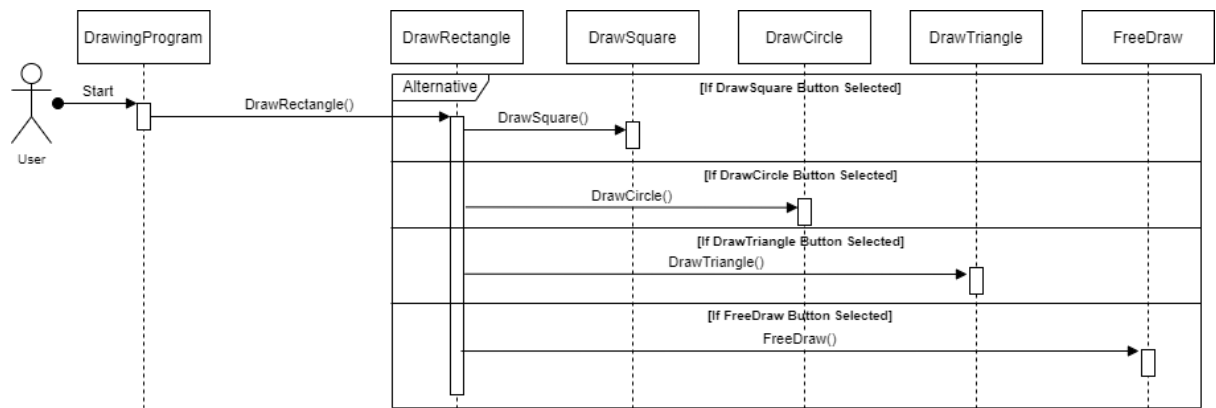 DrawingProgram
DrawRectangle
DrawSquare
DrawCircle
DrawTriangle
FreeDraw
Alternative
[If DrawSquare Button Selected]
Start
DrawRectangle()
DrawSquare()
User
[If DrawCircle Button Selected]
DrawCircle()
[If DrawTriangle Button Selected]
DrawTriangle()
[If FreeDraw Button Selected]
FreeDraw()